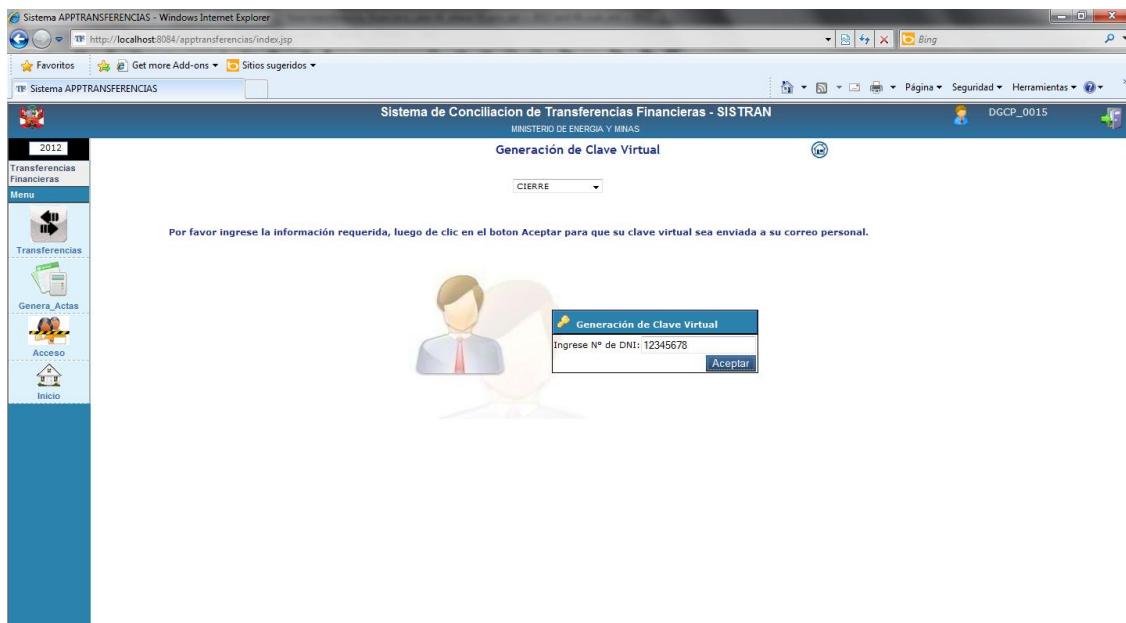 Sistema APPTRANSFERENCIAS - Windows Internet Explorer
http://localhost:8084/apptransferencias/index.jsp
Bing
Favoritos Get more Add-ons Sitios sugeridos
Sistema APPTRANSFERENCIAS
Página Seguridad Herramientas
Sistema de Conciliacion de Transferencias Financieras - SISTRAN
DGCP_0015
MINISTERIO DE ENERGIA Y MINAS
2012
Generación de Clave Virtual
Transferencias
Financieras
CIERRE
Menu
Por favor ingrese la información requerida, luego de clic en el boton Aceptar para que su clave virtual sea enviada a su correo personal.
Transferencias
Genera_Actas
Generación de Clave Virtual
Ingrese Nº de DNI: 12345678
Acceso
Aceptar
Inicio